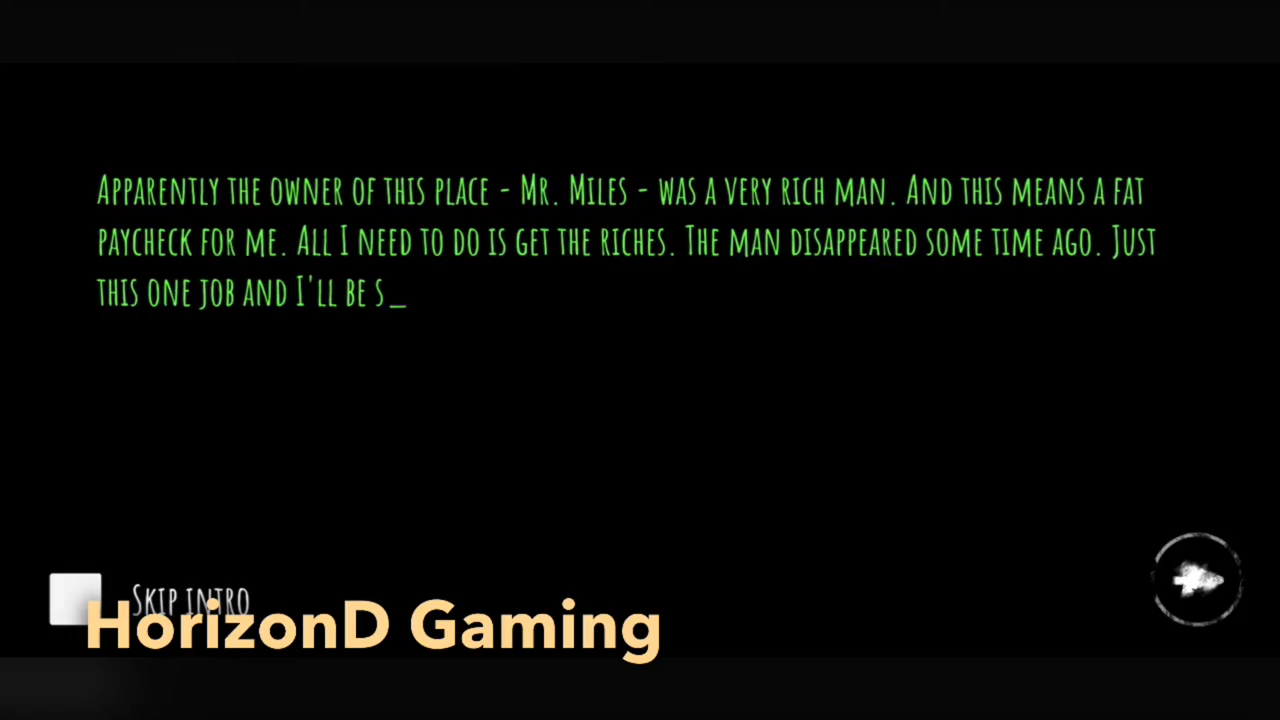 Apparently the owner of this place - Mr. Miles - was a very rich man. And this means a fat
paycheck for me. All I need to do is get the riches. The man disappeared some time ago. Just
this one job and I'll be s_
Skip intro
HorizonD Gaming